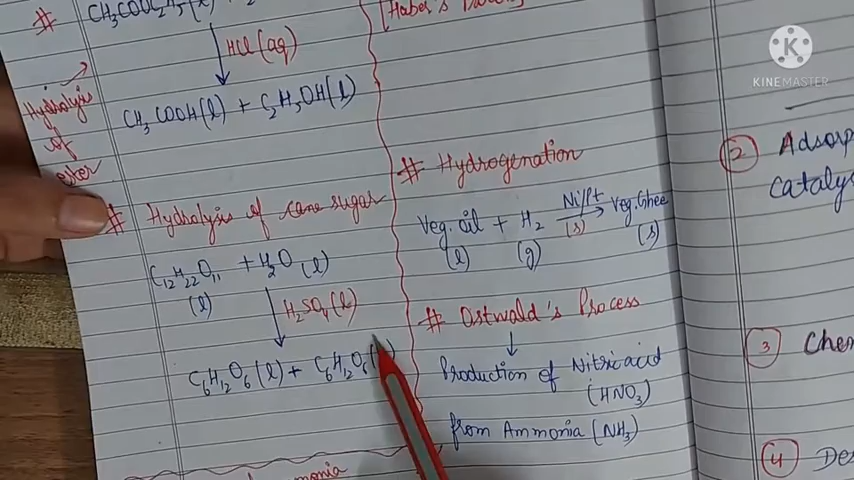 # CH3COOC2H5(l)
HCl(aq)
CH3COOH(l) + C2H5OH(l)
Hydrolysis
of
ester
# Hydrolysis of cane sugar
C12H22O11 + H2O (l)
(l)
H2SO4(l)
C6H12O6(l) + C6H12O6(
Haber's
# Hydrogenation
Veg. oil + H2 Ni/Pt → Veg. Ghee
(l) (g) (s) (s)
# Ostwald's Process
↓
Production of Nitric acid
(HNO3)
from Ammonia (NH3)
② Adsorp
Cataly
③ Chem
④ Des
K
KINEMASTER